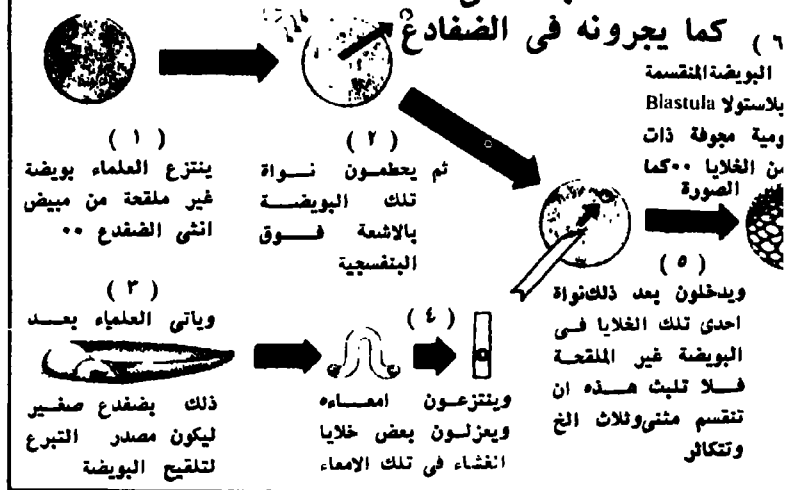 كما يجرونه فى الضفادع
( ١ )
ينتزع العلماء بويضة
غير ملقحة من مبيض
انثى الضفدع ..
( ٢ )
ثم يحطمون نواة
تلك البويضة
بالاشعة فوق
البنفسجية
( ٣ )
وياتى العلماء بعد
ذلك بضفدع صغير
ليكون مصدر التبرع
لتلقيح البويضة
( ٤ )
وينتزعون امعاءه
ويعزلون بعض خلايا
انغشاء فى تلك الامعاء
( ٥ )
ويدخلون بعد ذلك نواة
احدى تلك الخلايا فى
البويضة غير الملقحة
فلا تلبث هذه ان
تنقسم مثنى وثلاث الخ
وتتكاثر
( ٦
البويضة المنقسمة
بلاستولا Blastula
مجوفة ذات
من الخلايا .. كما
الصورة